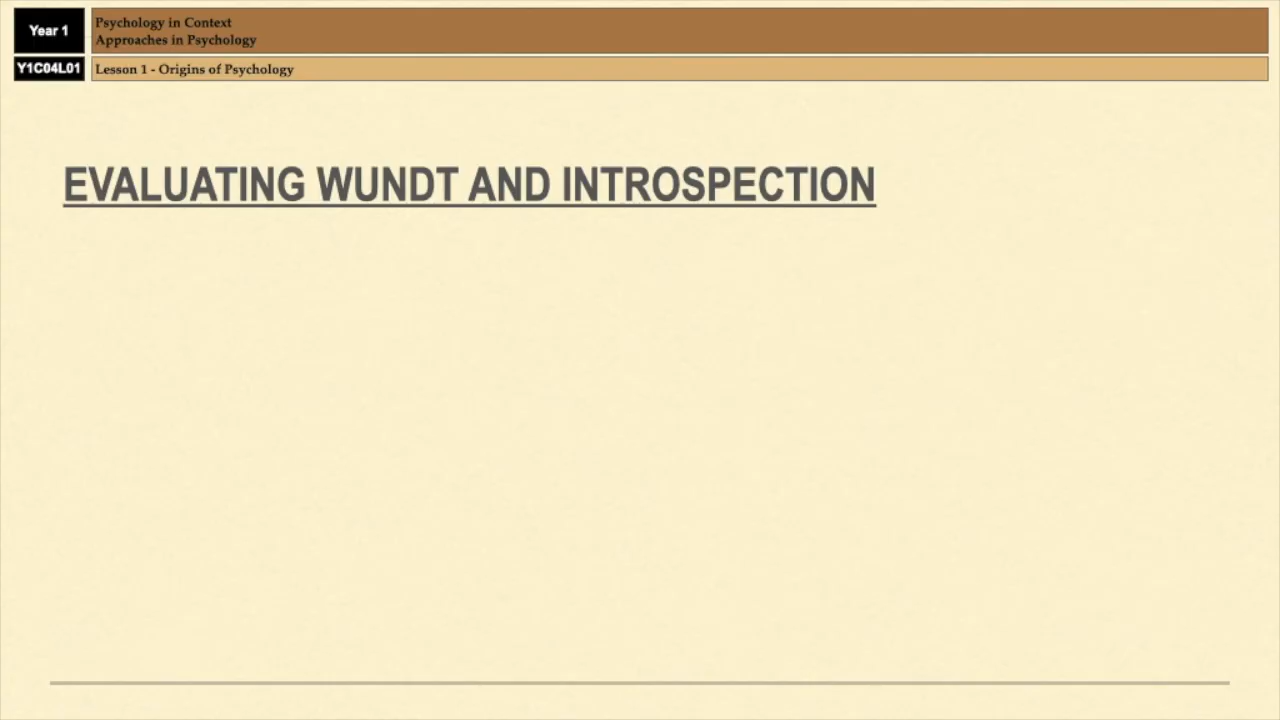 Year 1
Psychology in Context
Approaches in Psychology
Y1C04L01
Lesson 1 - Origins of Psychology
EVALUATING WUNDT AND INTROSPECTION